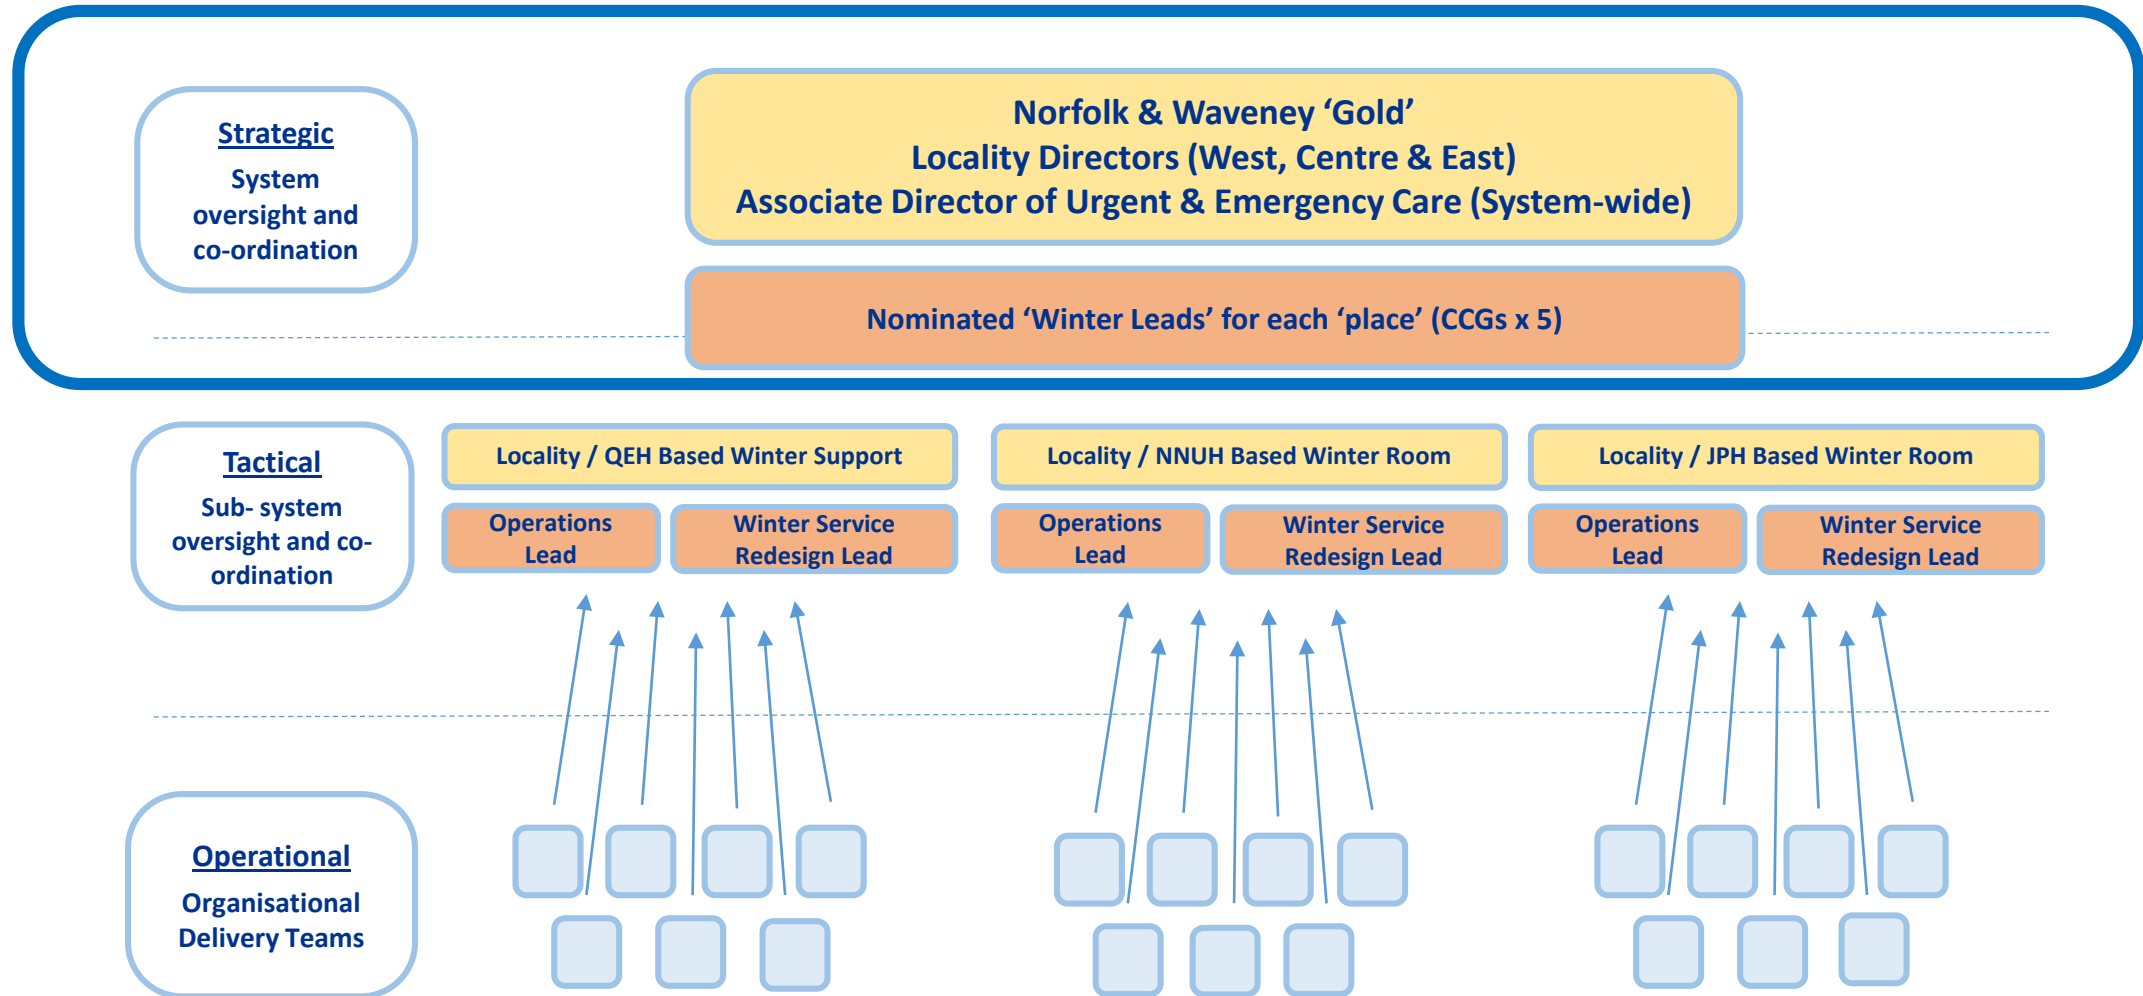 Strategic
System
oversight and
co-ordination
Norfolk & Waveney ‘Gold’
Locality Directors (West, Centre & East)
Associate Director of Urgent & Emergency Care (System-wide)
Nominated ‘Winter Leads’ for each ‘place’ (CCGs x 5)
Tactical
Sub- system
oversight and co-
ordination
Locality / QEH Based Winter Support
Operations
Lead
Winter Service
Redesign Lead
Locality / NNUH Based Winter Room
Operations
Lead
Winter Service
Redesign Lead
Locality / JPH Based Winter Room
Operations
Lead
Winter Service
Redesign Lead
Operational
Organisational
Delivery Teams